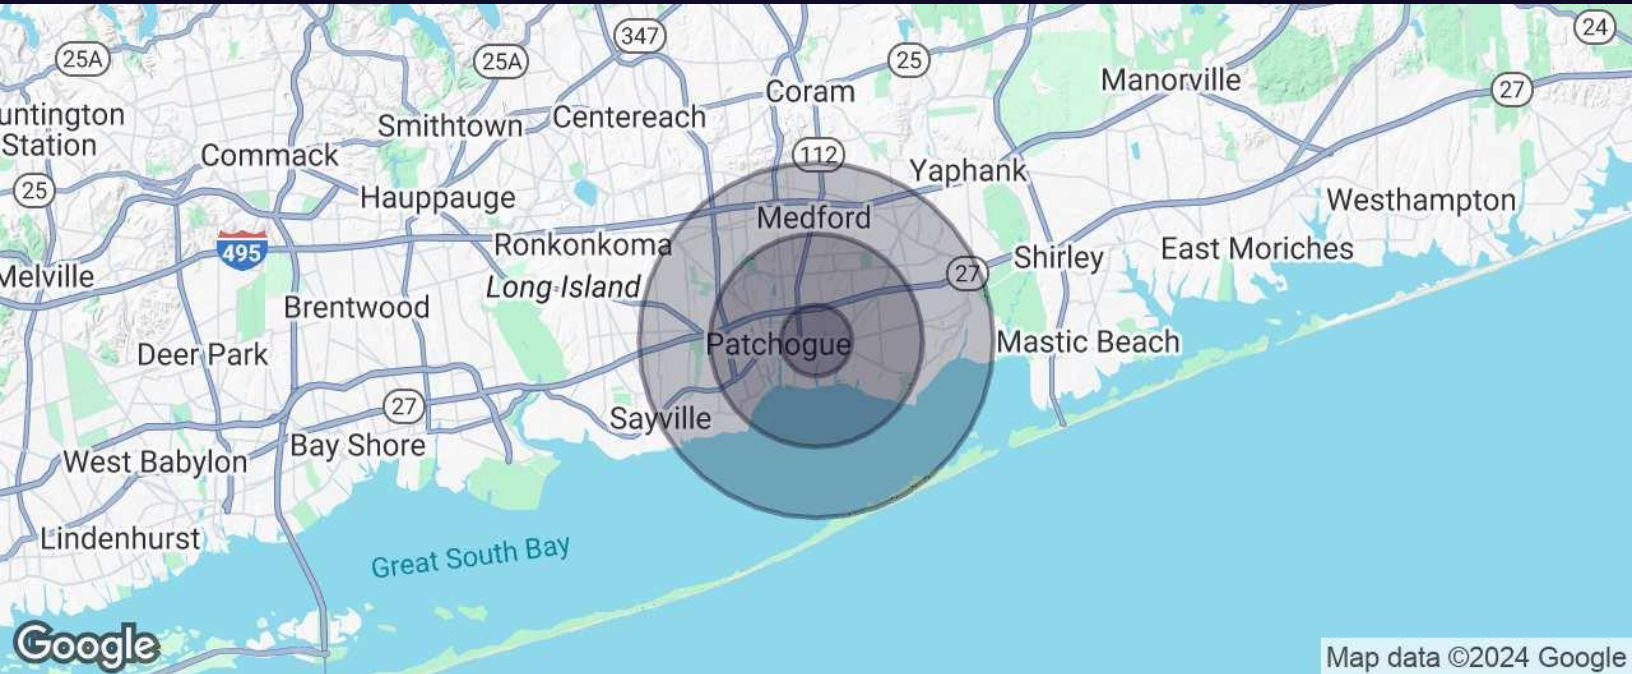 347
24
25A
25A
25
Manorville
27
Coram
untington
Station
Centereach
Smithtown
Commack
112
Yaphank
25
Hauppauge
Westhampton
Medford
Ronkonkoma
495
East Moriches
Shirley
27
Melville
Long Island
Brentwood
Patchogue
Mastic Beach
Deer Park
27
Sayville
Bay Shore
West Babylon
Lindenhurst
Great South Bay
Google
Map data ©2024 Google